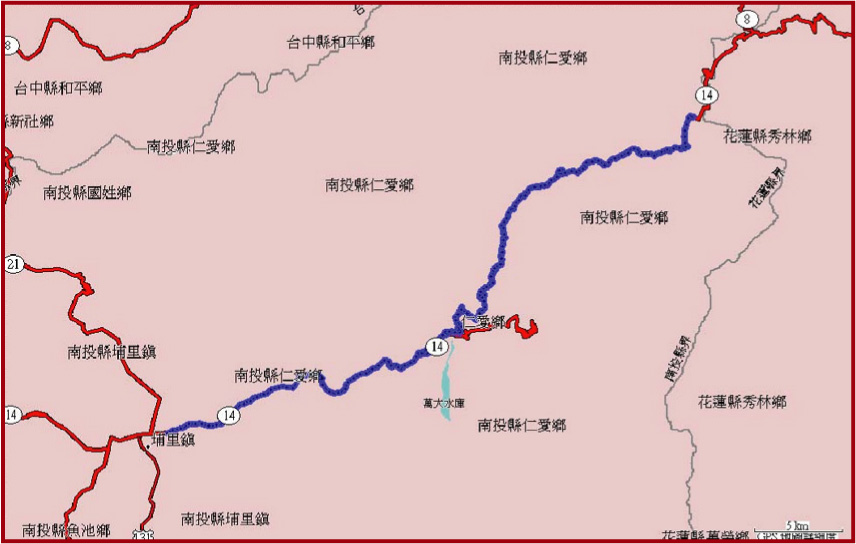 8
台中縣和平鄉
8
南投縣仁愛鄉
台中縣和平鄉
14
縣新社鄉
南投縣仁愛鄉
花蓮縣秀林鄉
南投縣國姓鄉
南投縣仁愛鄉
花蓮縣界
南投縣仁愛鄉
21
仁愛鄉
14
南投縣埔里鎮
南投縣界
南投縣仁愛鄉
萬大水庫
花蓮縣秀林鄉
14
14
南投縣仁愛鄉
埔里鎮
南投縣埔里鎮
南投縣魚池鄉
花蓮縣萬榮鄉
5 km